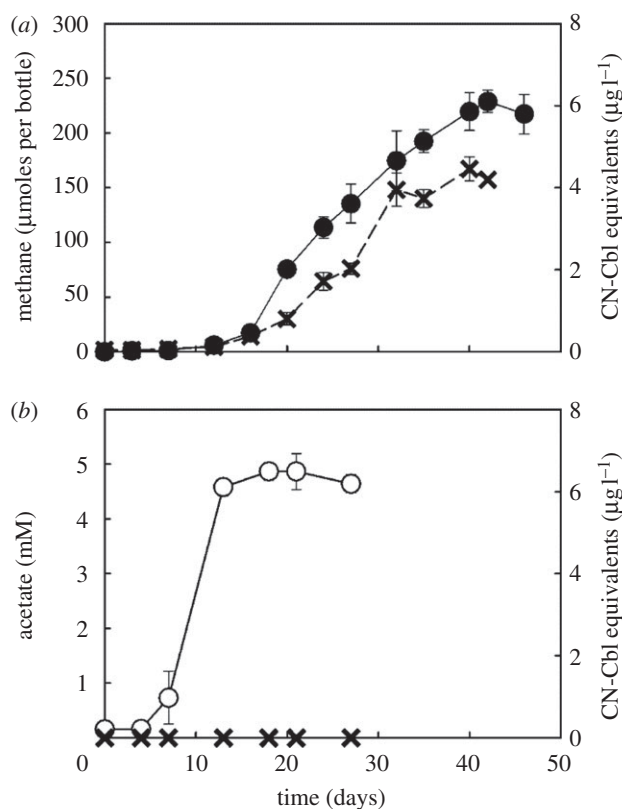 (a)
300
250
200
150
100
50
0
methane (µmoles per bottle)
8
6
4
2
0
CN-Cbl equivalents (µg l⁻¹)
(b)
6
5
4
3
2
1
acetate (mM)
8
6
4
2
0
CN-Cbl equivalents (µg l⁻¹)
0 10 20 30 40 50
time (days)